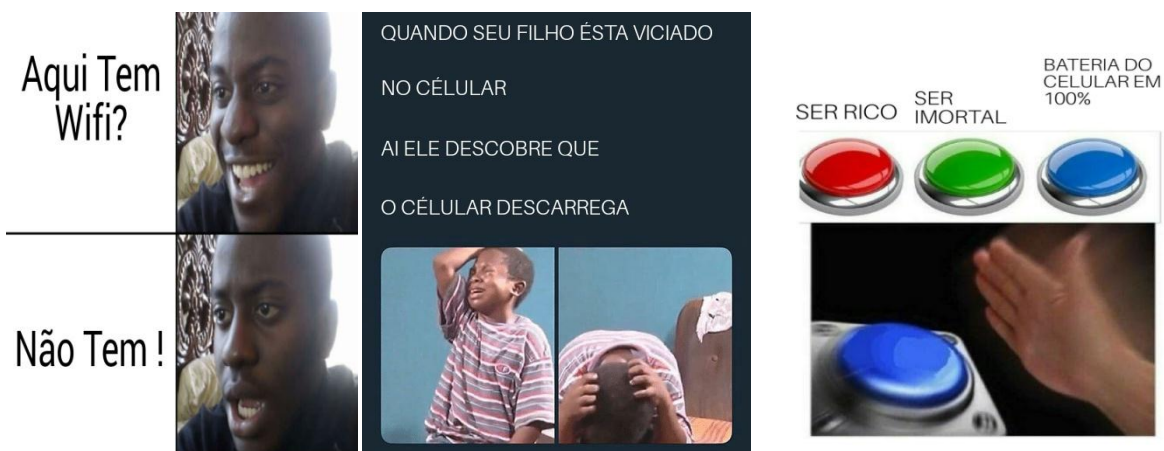 Aqui Tem
Wifi?
Não Tem !
QUANDO SEU FILHO ÉSTA VICIADO
NO CÉLULAR
AI ELE DESCOBRE QUE
O CÉLULAR DESCARREGA
SER RICO
SER
IMORTAL
BATERIA DO
CELULAR EM
100%